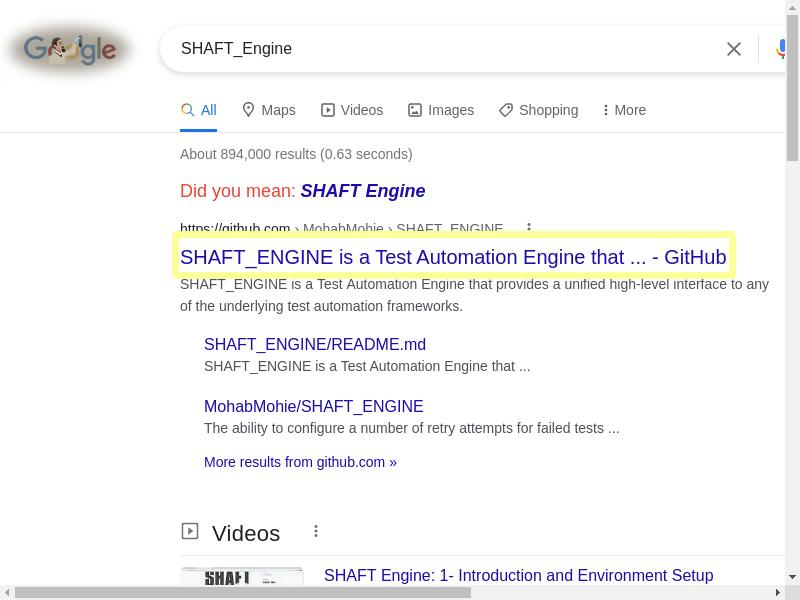 Google
SHAFT_Engine
All Maps Videos Images Shopping More
About 894,000 results (0.63 seconds)
Did you mean: SHAFT Engine
https://github.com › MohabMohie › SHAFT_ENGINE
SHAFT_ENGINE is a Test Automation Engine that ... - GitHub
SHAFT_ENGINE is a Test Automation Engine that provides a unified high-level interface to any
of the underlying test automation frameworks.
SHAFT_ENGINE/README.md
SHAFT_ENGINE is a Test Automation Engine that ...
MohabMohie/SHAFT_ENGINE
The ability to configure a number of retry attempts for failed tests ...
More results from github.com »
Videos
SHAFT
SHAFT Engine: 1- Introduction and Environment Setup